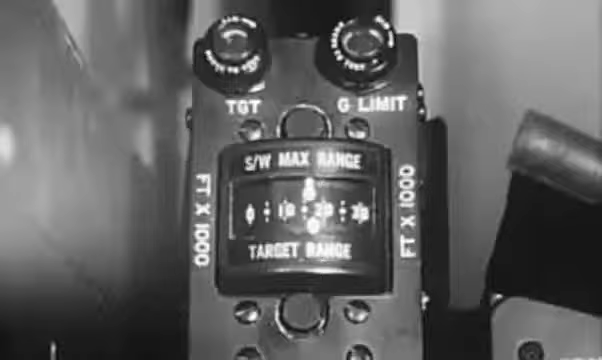 TGT
G LIMIT
S/W MAX RANGE
FT X 1000
FT X 1000
0 10 20 30
TARGET RANGE